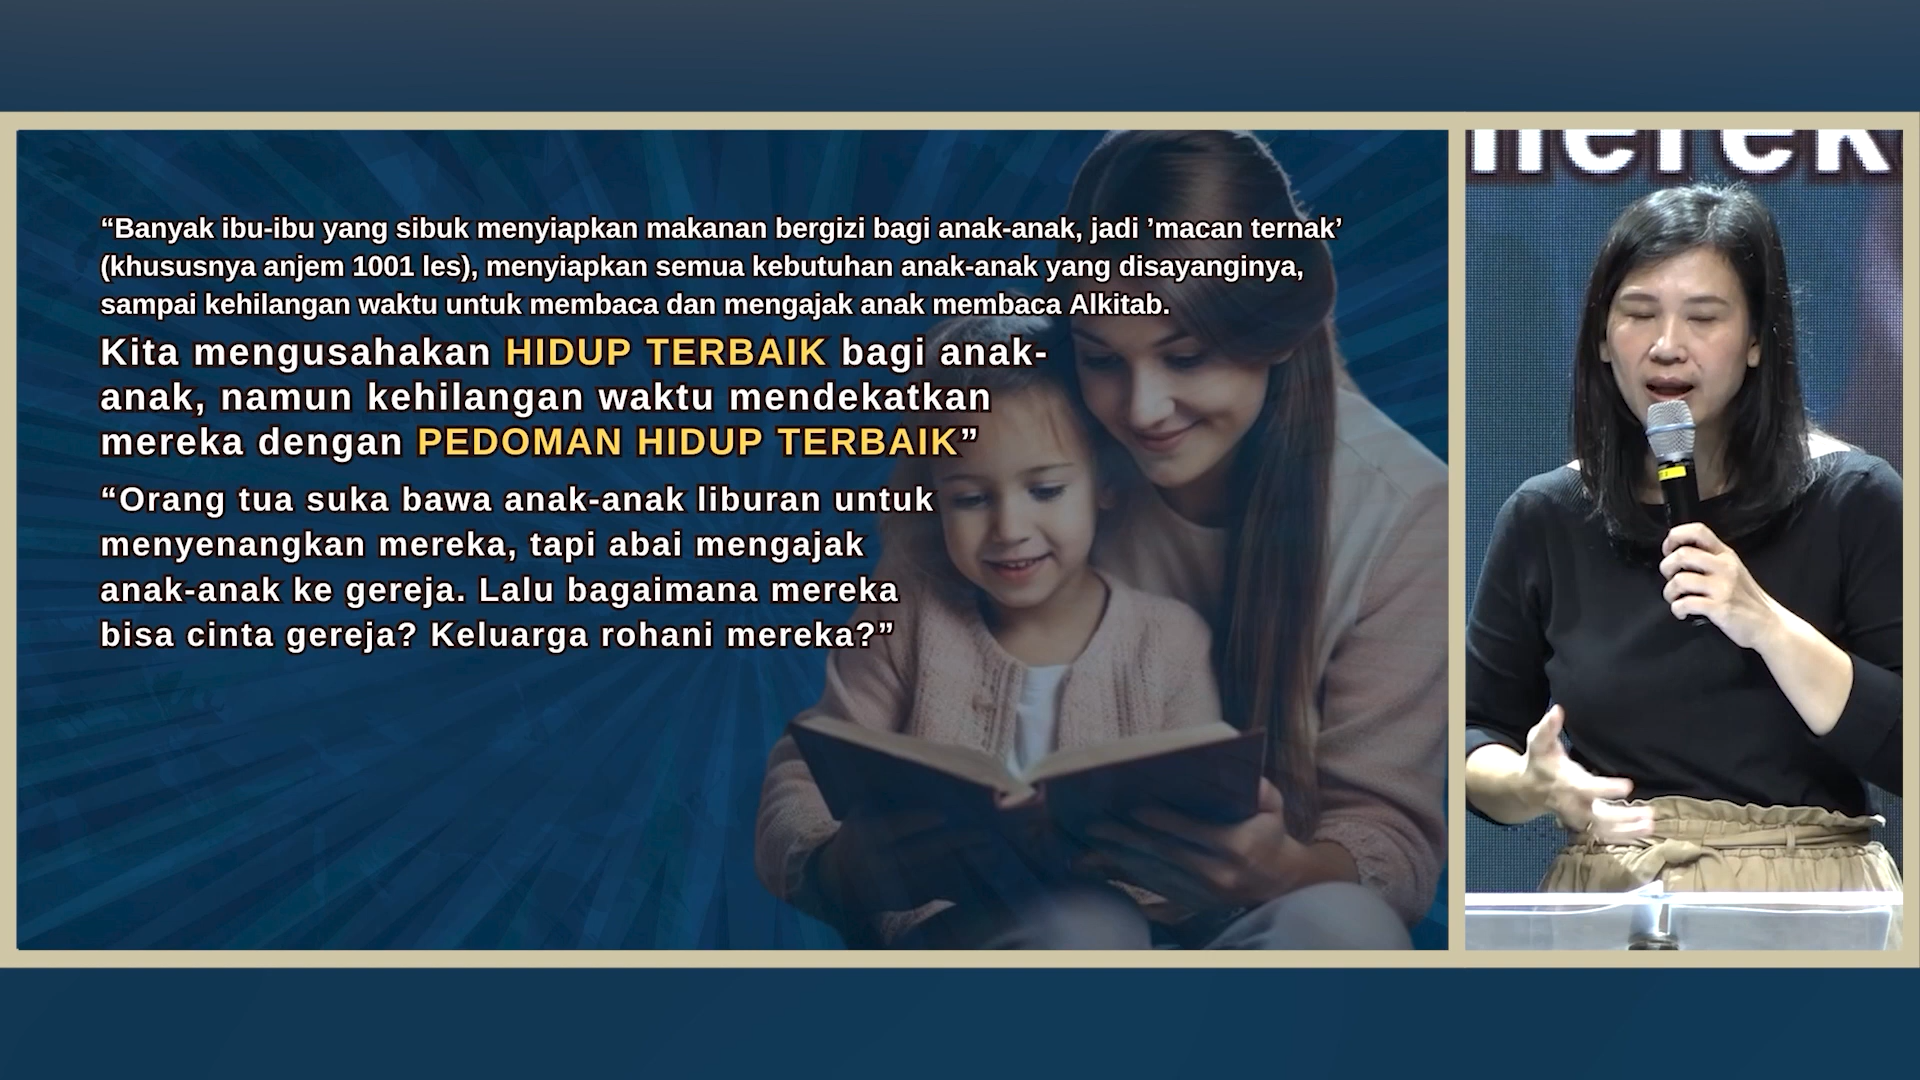 “Banyak ibu-ibu yang sibuk menyiapkan makanan bergizi bagi anak-anak, jadi ’macan ternak’
(khususnya anjem 1001 les), menyiapkan semua kebutuhan anak-anak yang disayanginya,
sampai kehilangan waktu untuk membaca dan mengajak anak membaca Alkitab.
Kita mengusahakan HIDUP TERBAIK bagi anak-
anak, namun kehilangan waktu mendekatkan
mereka dengan PEDOMAN HIDUP TERBAIK”
“Orang tua suka bawa anak-anak liburan untuk
menyenangkan mereka, tapi abai mengajak
anak-anak ke gereja. Lalu bagaimana mereka
bisa cinta gereja? Keluarga rohani mereka?”